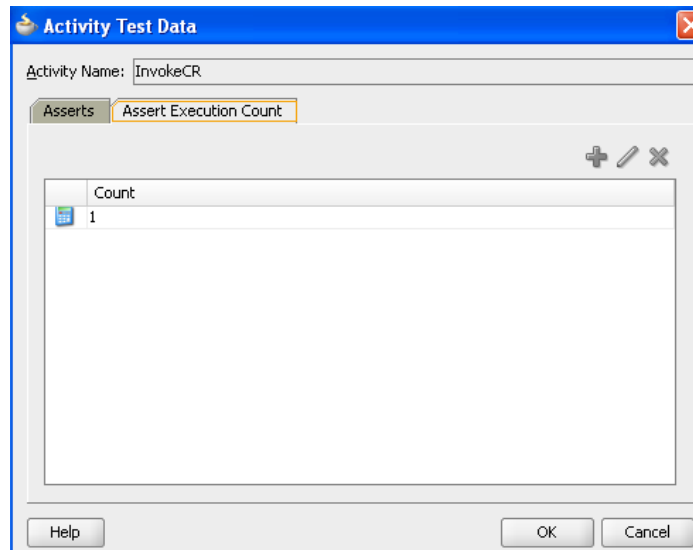 Activity Test Data
Activity Name: InvokeCR
Asserts Assert Execution Count
Count
1
Help OK Cancel